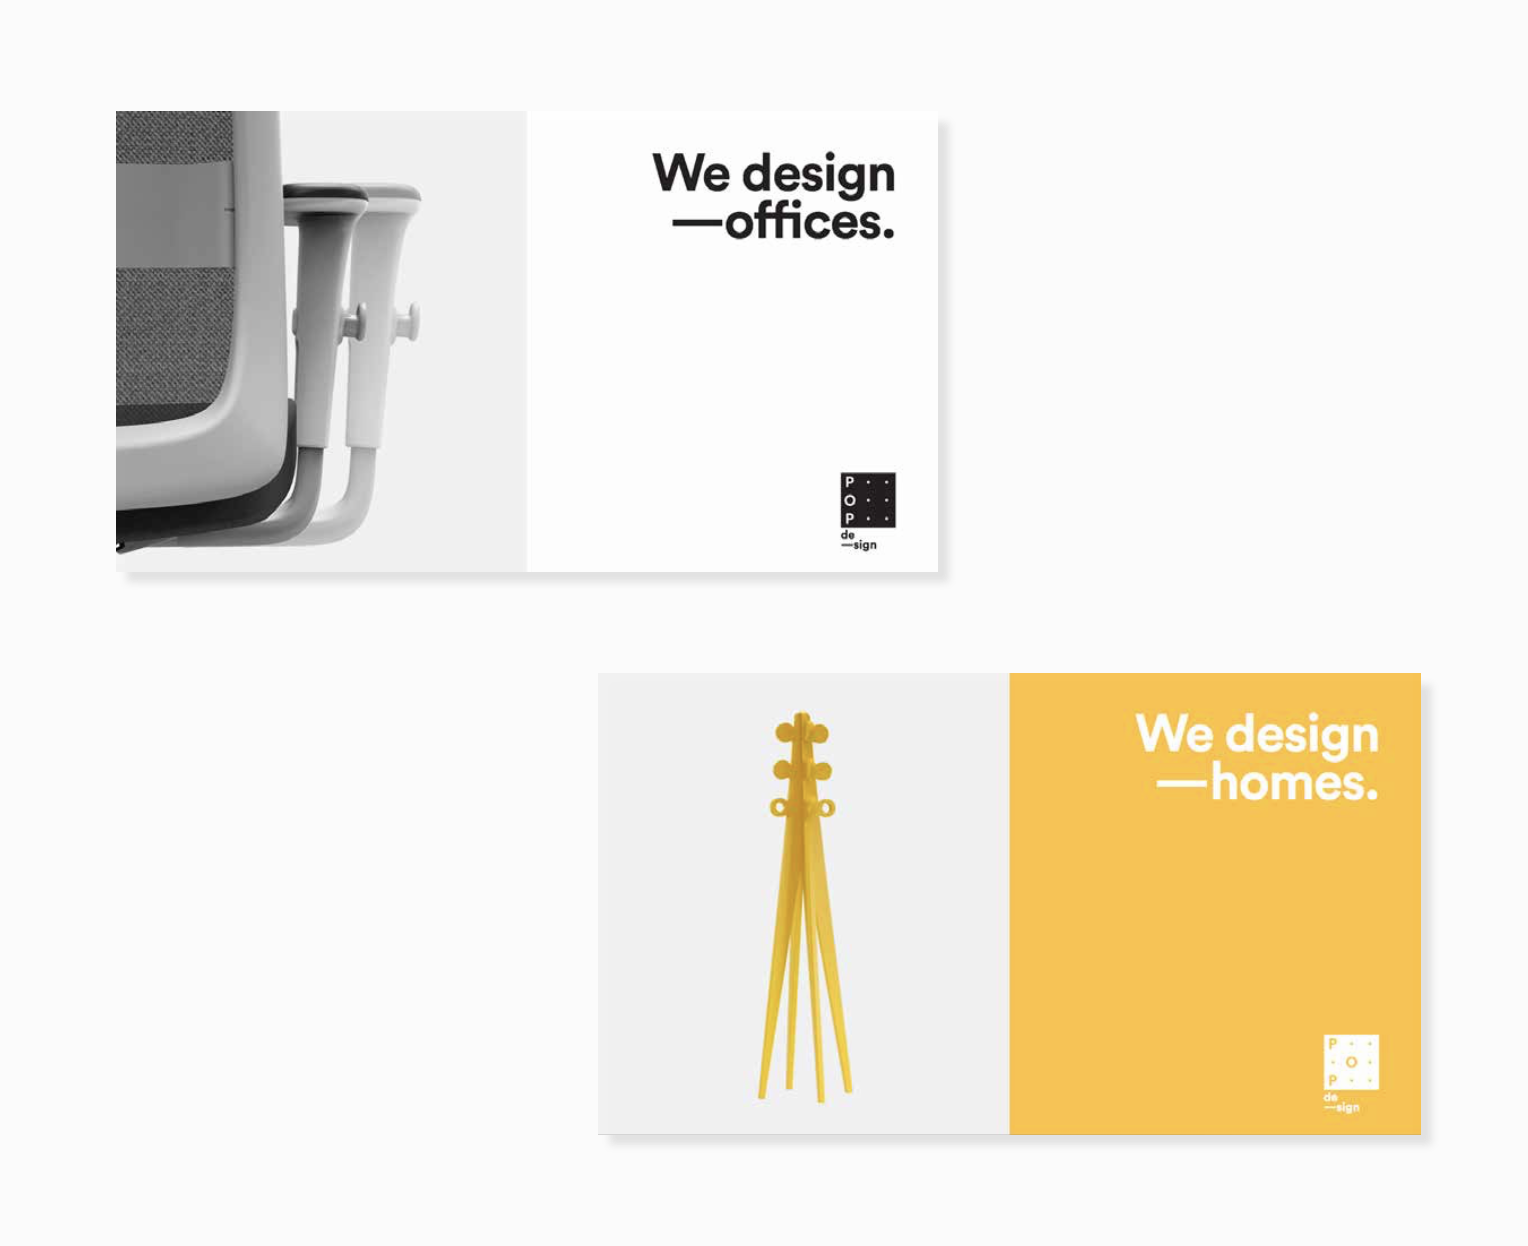 We design
—offices.
P
O
P
de
—sign
We design
—homes.
P
O
P
de
—sign